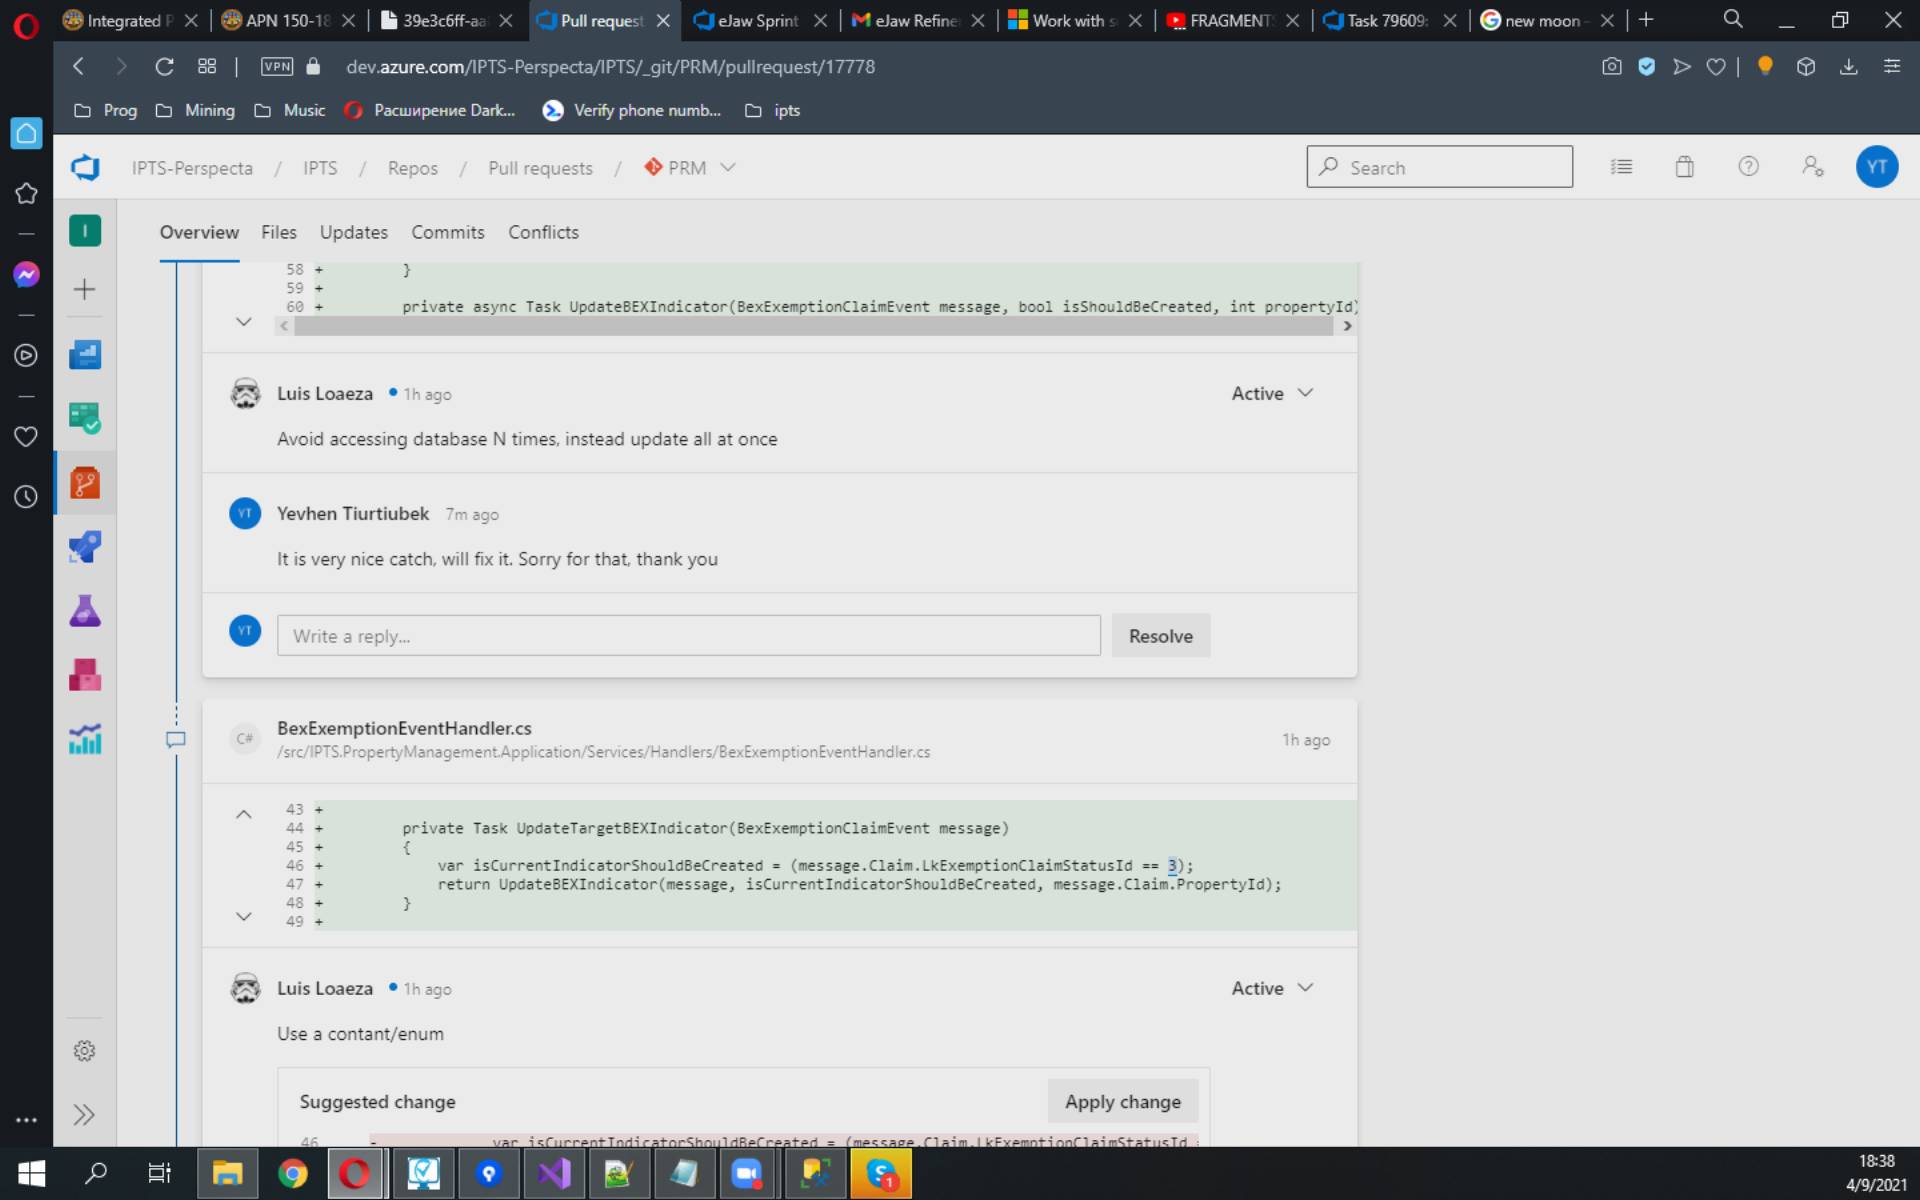 Integrated P
APN 150-18
39e3c6ff-aa
Pull request
eJaw Sprint
eJaw Refine
Work with s
FRAGMENTS
Task 79609:
new moon -
VPN
dev.azure.com/IPTS-Perspecta/IPTS/_git/PRM/pullrequest/17778
Prog
Mining
Music
Расширение Dark...
Verify phone numb...
ipts
IPTS-Perspecta / IPTS / Repos / Pull requests / PRM
Search
YT
I
Overview Files Updates Commits Conflicts
58 + }
59 +
60 + private async Task UpdateBEXIndicator(BexExemptionClaimEvent message, bool isShouldBeCreated, int propertyId)
Luis Loaeza 1h ago
Active
Avoid accessing database N times, instead update all at once
YT
Yevhen Tiurtiubek 7m ago
It is very nice catch, will fix it. Sorry for that, thank you
YT
Write a reply...
Resolve
C#
BexExemptionEventHandler.cs
/src/IPTS.PropertyManagement.Application/Services/Handlers/BexExemptionEventHandler.cs
1h ago
43 +
44 + private Task UpdateTargetBEXIndicator(BexExemptionClaimEvent message)
45 + {
46 + var isCurrentIndicatorShouldBeCreated = (message.Claim.LkExemptionClaimStatusId == 3);
47 + return UpdateBEXIndicator(message, isCurrentIndicatorShouldBeCreated, message.Claim.PropertyId);
48 + }
49 +
Luis Loaeza 1h ago
Active
Use a contant/enum
Suggested change
Apply change
46 - var isCurrentIndicatorShouldBeCreated = (message.Claim.LkExemptionClaimStatusId
1
18:38
4/9/2021